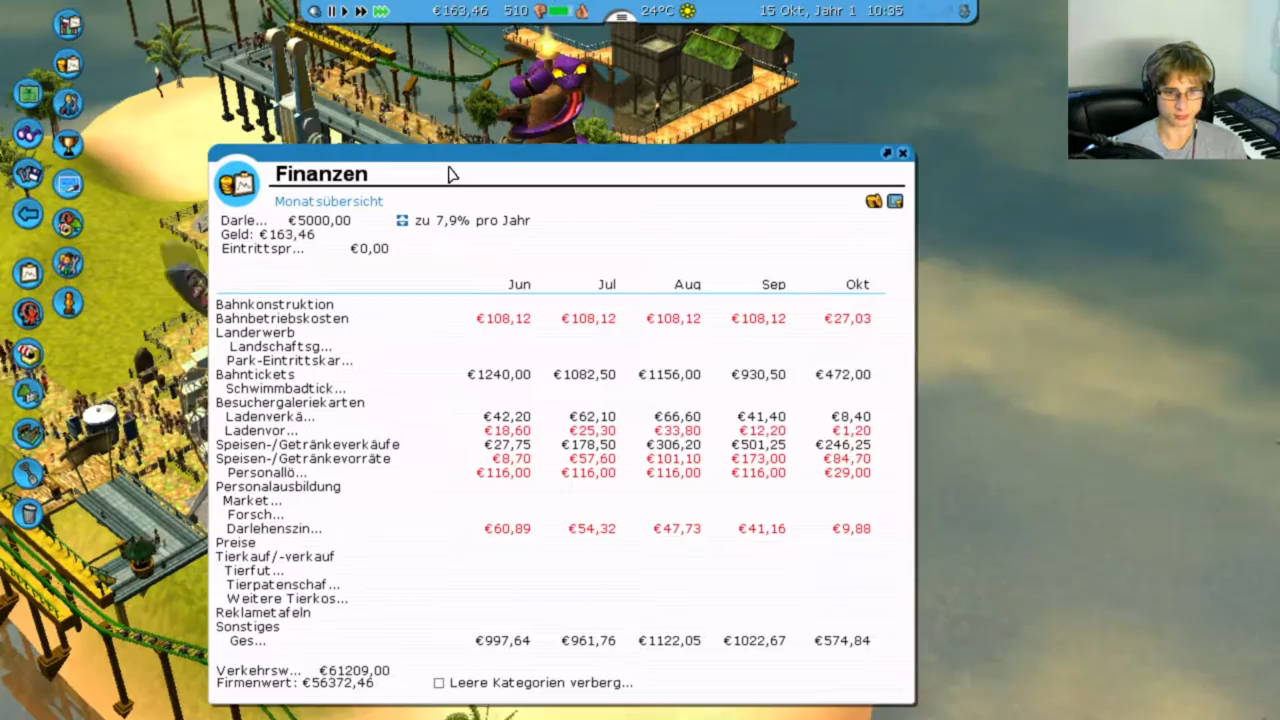 €163,46 510 24°C 15 Okt, Jahr 1 10:35
Finanzen
Monatsübersicht
Darle... €5000,00 zu 7,9% pro Jahr
Geld: €163,46
Eintrittspr... €0,00
Jun Jul Aug Sep Okt
Bahnkonstruktion
Bahnbetriebskosten €108,12 €108,12 €108,12 €108,12 €27,03
Landerwerb
Landschaftsg...
Park-Eintrittskar...
Bahntickets €1240,00 €1082,50 €1156,00 €930,50 €472,00
Schwimmbadtick...
Besuchergaleriekarten
Ladenverkä... €42,20 €62,10 €66,60 €41,40 €8,40
Ladenvor... €18,60 €25,30 €33,80 €12,20 €1,20
Speisen-/Getränkeverkäufe €27,75 €178,50 €306,20 €501,25 €246,25
Speisen-/Getränkevorräte €8,70 €57,60 €101,10 €173,00 €84,70
Personallö... €116,00 €116,00 €116,00 €116,00 €29,00
Personalausbildung
Market...
Forsch...
Darlehenszin... €60,89 €54,32 €47,73 €41,16 €9,88
Preise
Tierkauf/-verkauf
Tierfut...
Tierpatenschaf...
Weitere Tierkos...
Reklametafeln
Sonstiges
Ges... €997,64 €961,76 €1122,05 €1022,67 €574,84
Verkehrsw... €61209,00
Firmenwert: €56372,46 Leere Kategorien verberg...